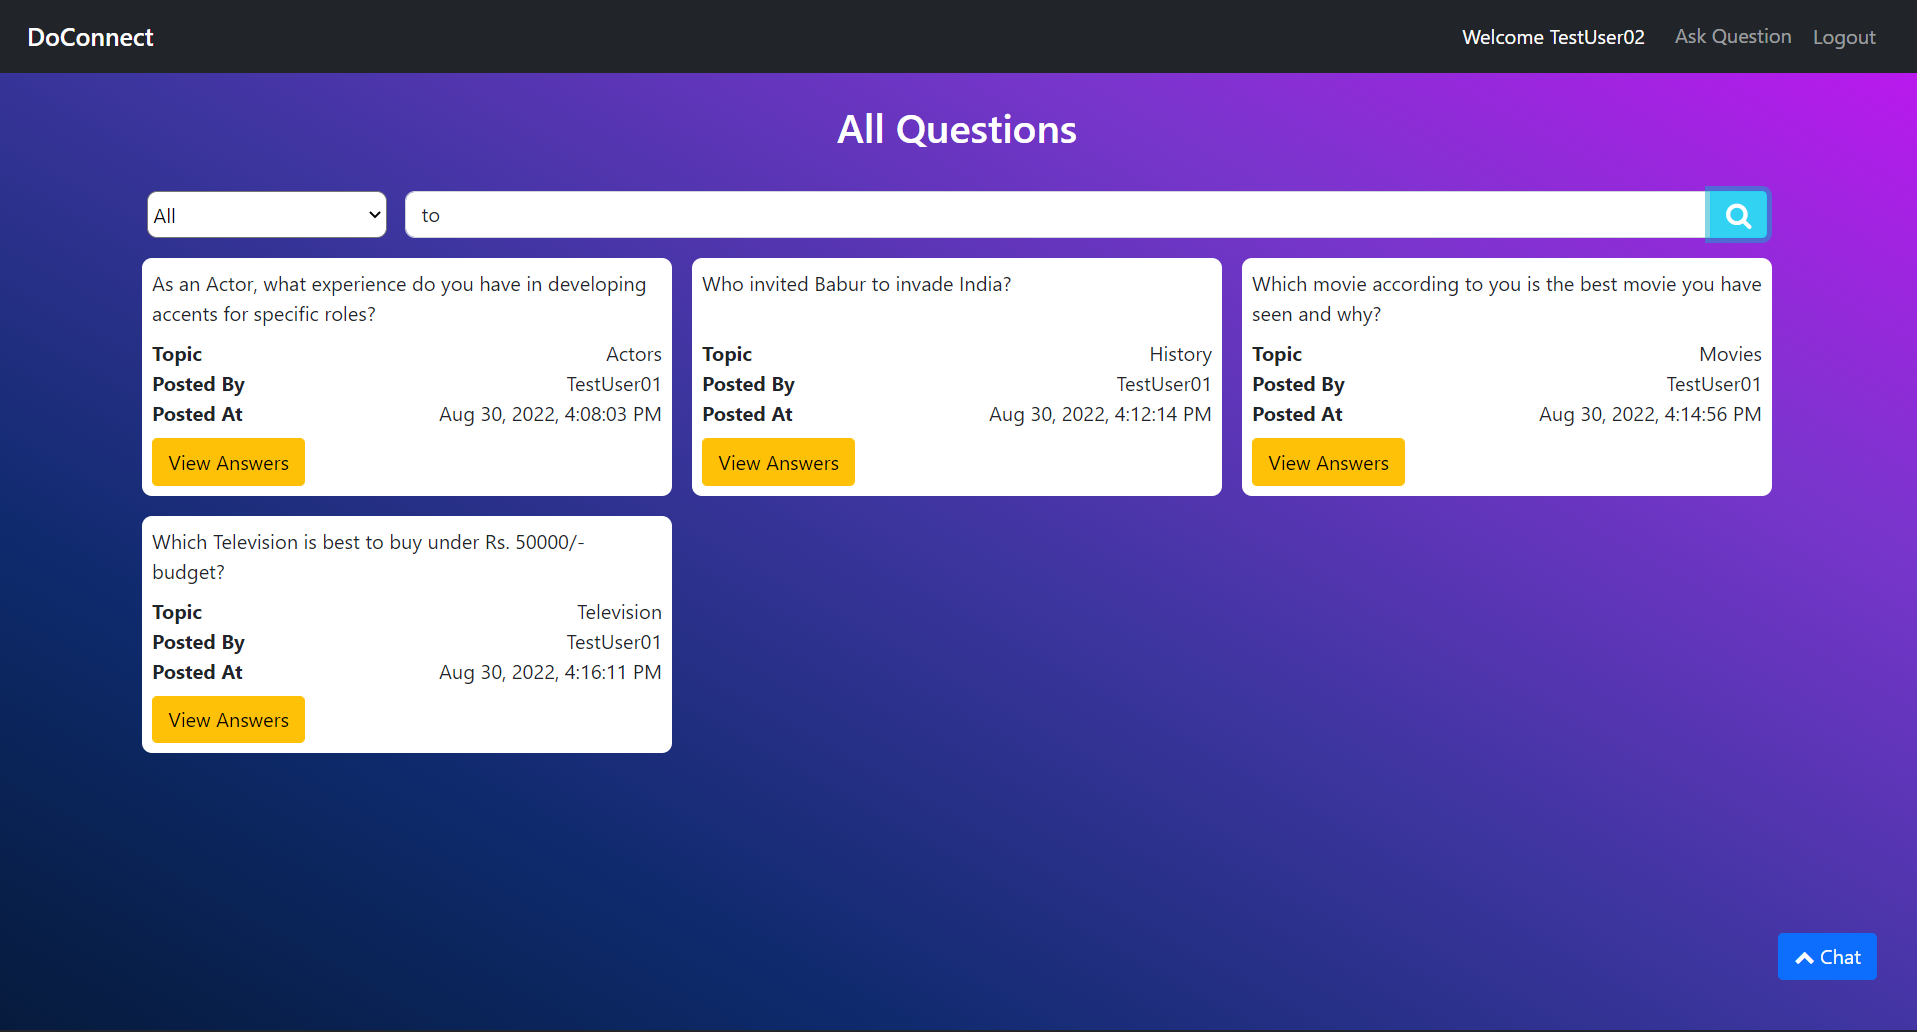 DoConnect
Welcome TestUser02 Ask Question Logout
All Questions
All
to
As an Actor, what experience do you have in developing
accents for specific roles?
Topic Actors
Posted By TestUser01
Posted At Aug 30, 2022, 4:08:03 PM
View Answers
Who invited Babur to invade India?
Topic History
Posted By TestUser01
Posted At Aug 30, 2022, 4:12:14 PM
View Answers
Which movie according to you is the best movie you have
seen and why?
Topic Movies
Posted By TestUser01
Posted At Aug 30, 2022, 4:14:56 PM
View Answers
Which Television is best to buy under Rs. 50000/-
budget?
Topic Television
Posted By TestUser01
Posted At Aug 30, 2022, 4:16:11 PM
View Answers
Chat